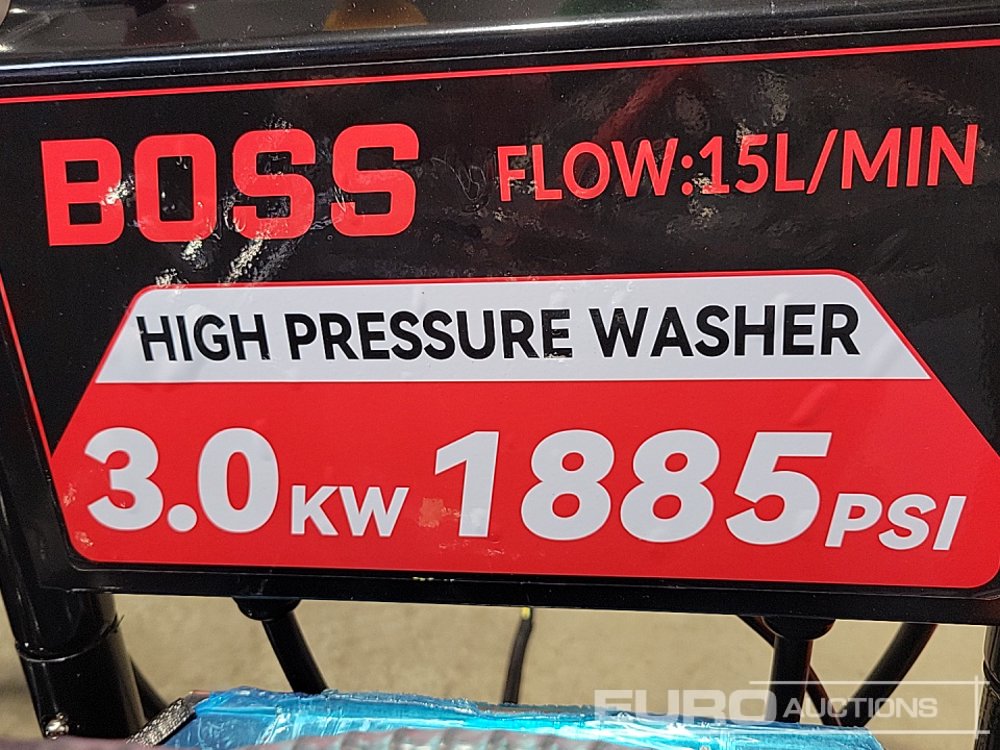 BOSS FLOW:15L/MIN
HIGH PRESSURE WASHER
3.0KW 1885PSI
EURO AUCTIONS